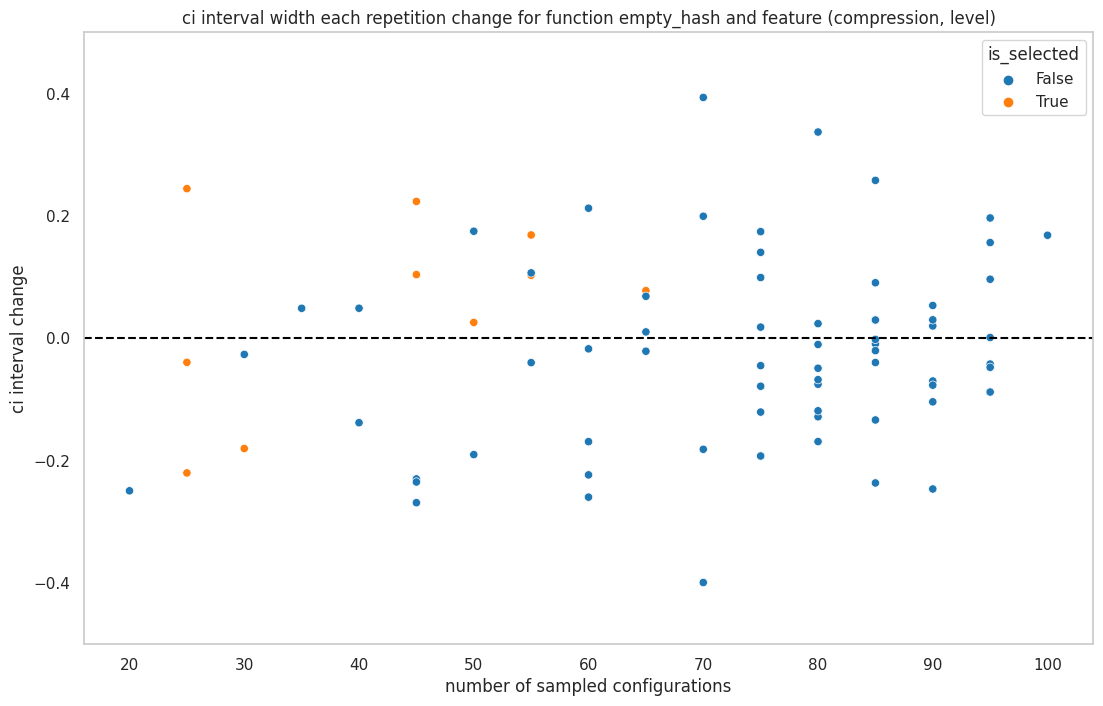 ci interval width each repetition change for function empty_hash and feature (compression, level)
is_selected
False
True
ci interval change
0.4
0.2
0.0
−0.2
−0.4
20 30 40 50 60 70 80 90 100
number of sampled configurations